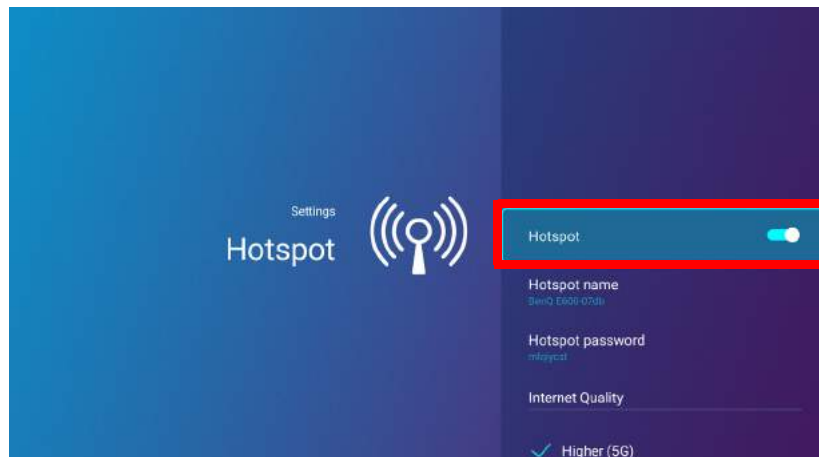 Settings
Hotspot
Hotspot
Hotspot name
BenQ E600-07db
Hotspot password
Internet Quality
Higher (5G)